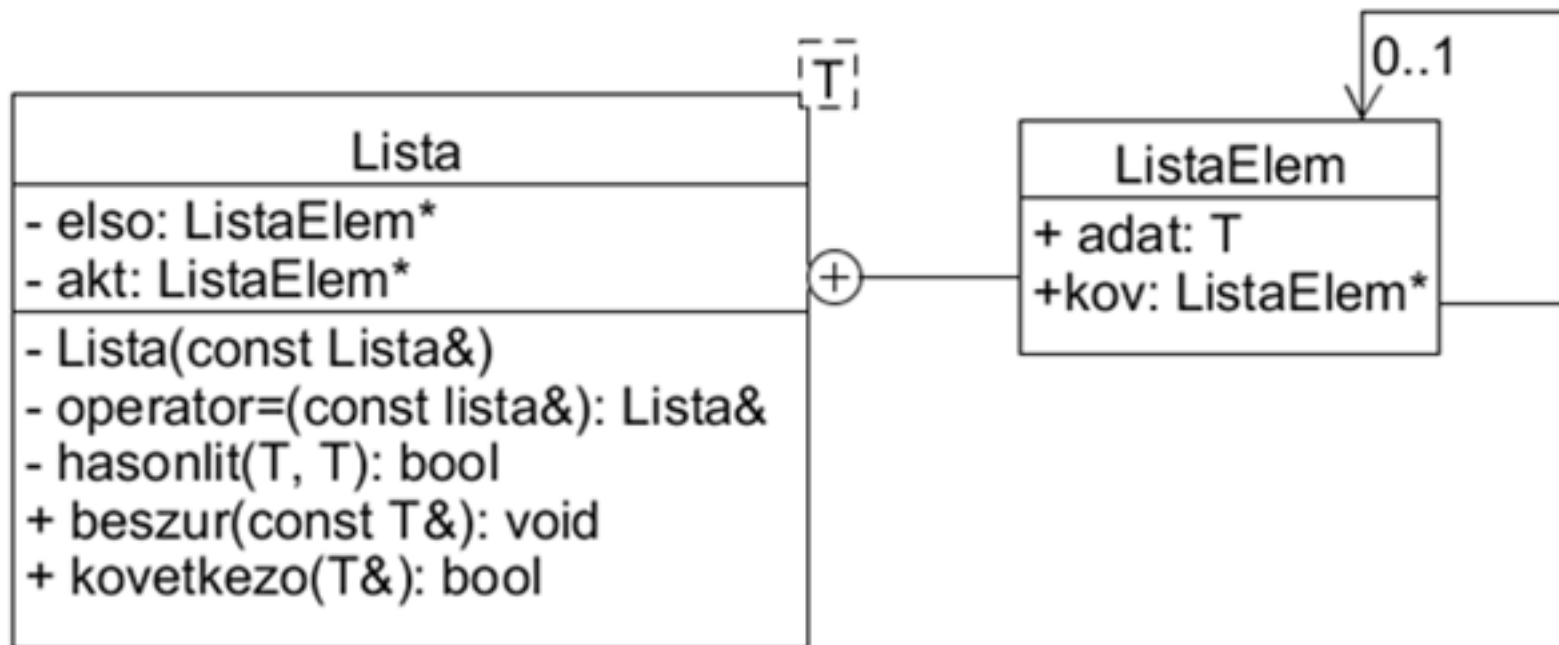 T
Lista
- elso: ListaElem*
- akt: ListaElem*
- Lista(const Lista&)
- operator=(const lista&): Lista&
- hasonlit(T, T): bool
+ beszur(const T&): void
+ kovetkezo(T&): bool
0..1
ListaElem
+ adat: T
+kov: ListaElem*